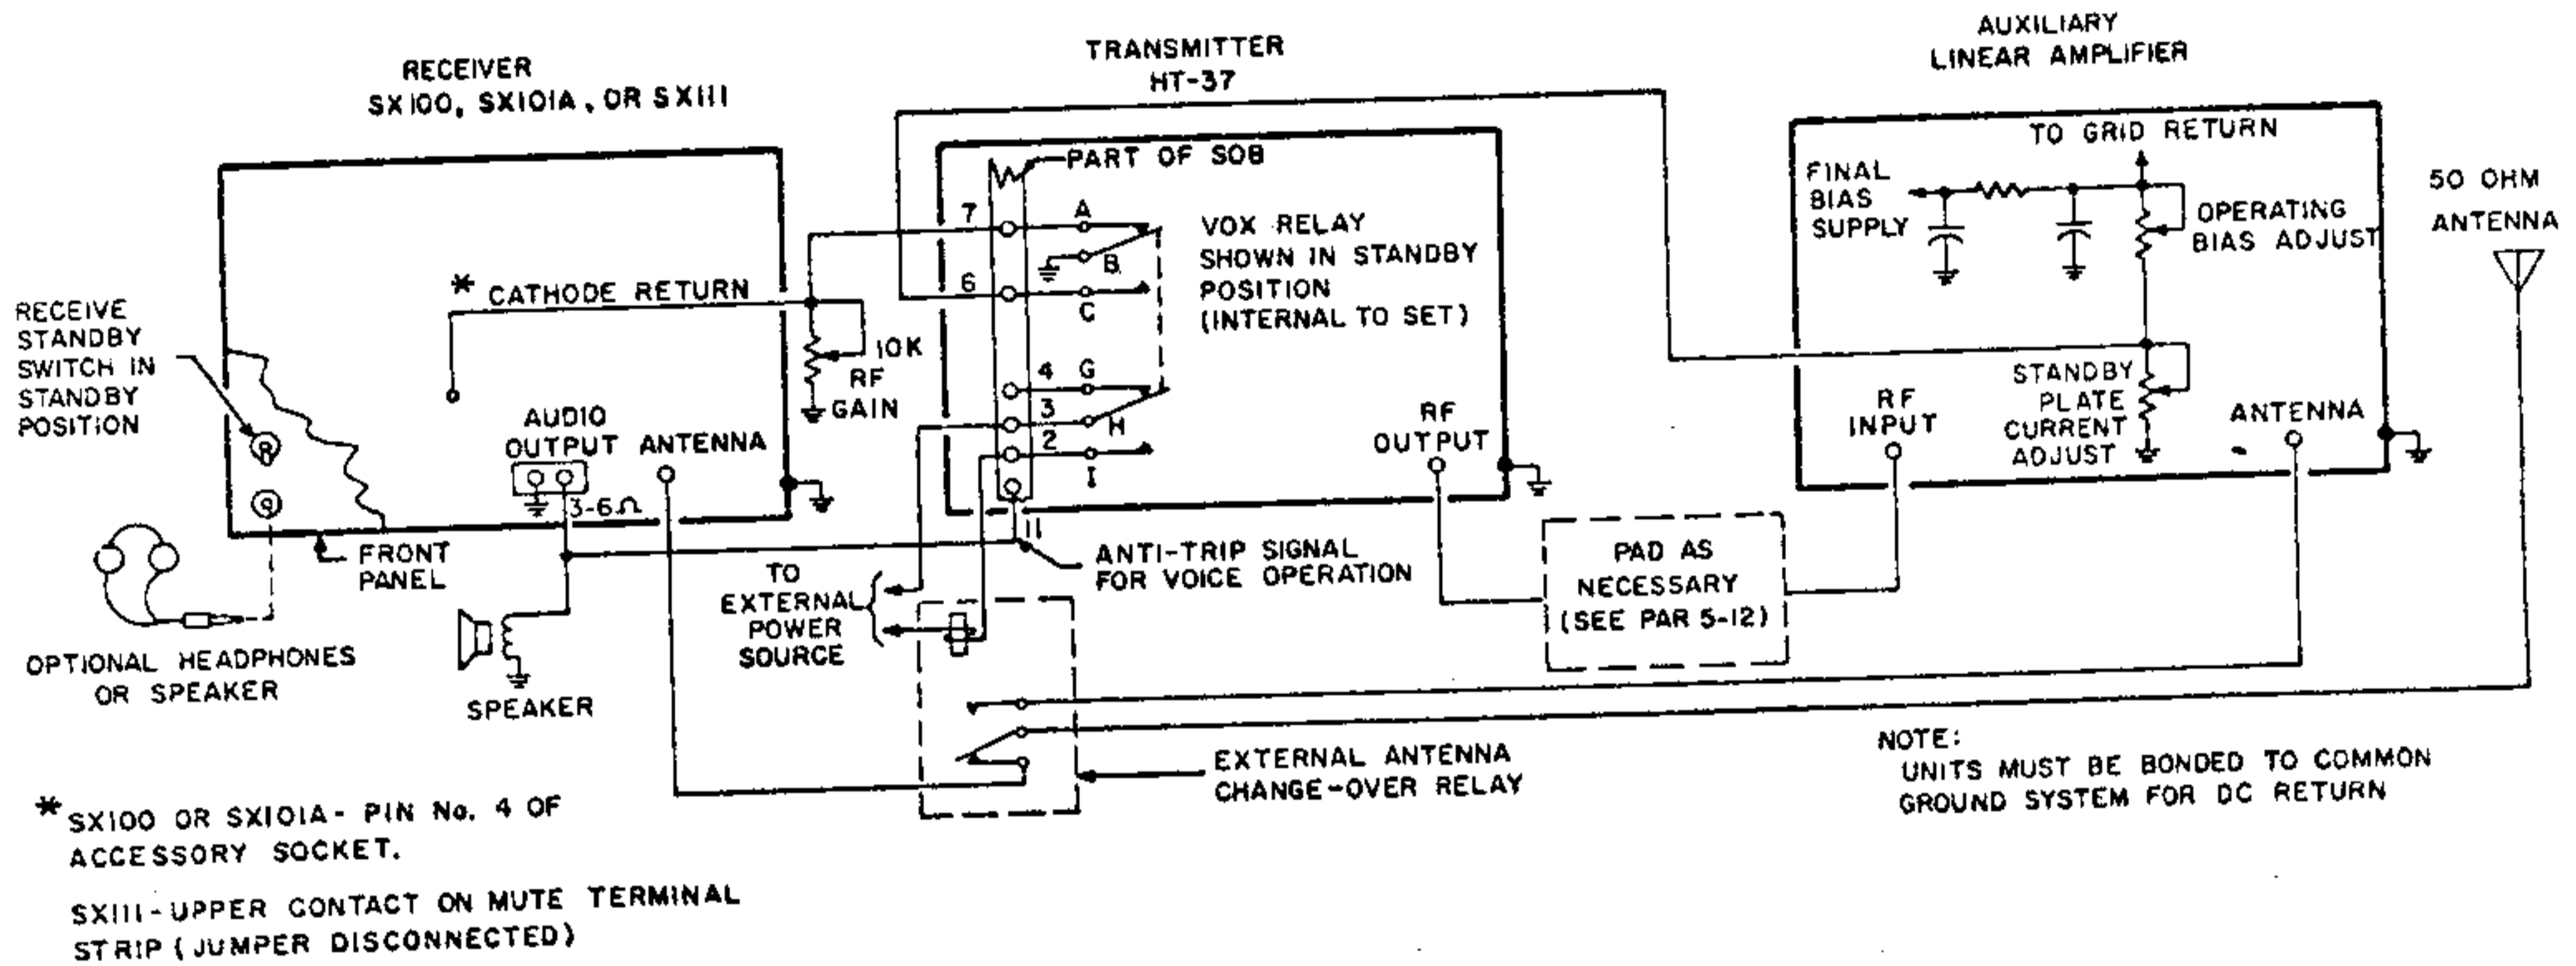 RECEIVER
SX100, SX101A, OR SX111
TRANSMITTER
HT-37
AUXILIARY
LINEAR AMPLIFIER
PART OF SO8
TO GRID RETURN
FINAL
BIAS
SUPPLY
OPERATING
BIAS ADJUST
50 OHM
ANTENNA
7
A
B
6
C
VOX RELAY
SHOWN IN STANDBY
POSITION
(INTERNAL TO SET)
* CATHODE RETURN
RECEIVE
STANDBY
SWITCH IN
STANDBY
POSITION
10K
RF
GAIN
4
G
3
H
2
I
11
STANDBY
PLATE
CURRENT
ADJUST
RF
INPUT
ANTENNA
RF
OUTPUT
AUDIO
OUTPUT
ANTENNA
3-6Ω
FRONT
PANEL
TO
EXTERNAL
POWER
SOURCE
ANTI-TRIP SIGNAL
FOR VOICE OPERATION
PAD AS
NECESSARY
(SEE PAR 5-12)
OPTIONAL HEADPHONES
OR SPEAKER
SPEAKER
EXTERNAL ANTENNA
CHANGE-OVER RELAY
NOTE:
UNITS MUST BE BONDED TO COMMON
GROUND SYSTEM FOR DC RETURN
* SX100 OR SX101A- PIN No. 4 OF
ACCESSORY SOCKET.
SX111-UPPER CONTACT ON MUTE TERMINAL
STRIP (JUMPER DISCONNECTED)